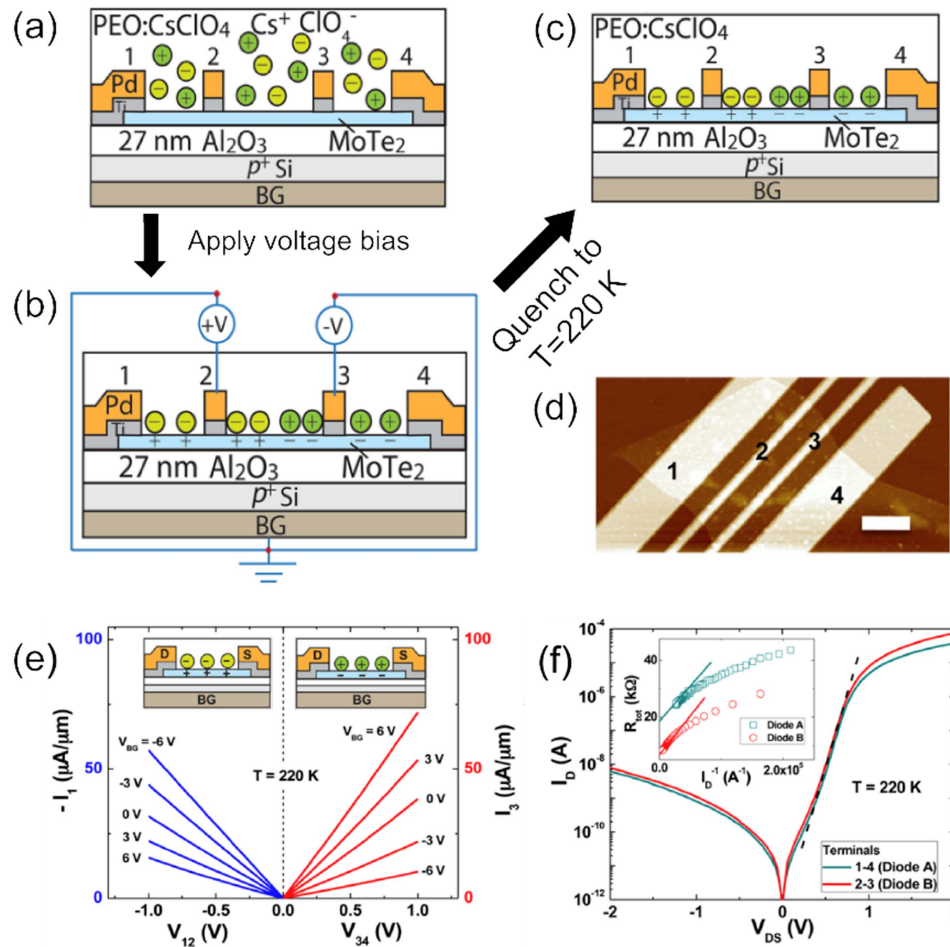 (a)
PEO:CsClO4 Cs+ ClO4-
1 2 3 4
Pd
Ti
27 nm Al2O3 MoTe2
p+ Si
BG
Apply voltage bias
(b)
+V -V
1 2 3 4
Pd
Ti
27 nm Al2O3 MoTe2
p+ Si
BG
Quench to
T=220 K
(c)
PEO:CsClO4
1 2 3 4
Pd
Ti
27 nm Al2O3 MoTe2
p+ Si
BG
(d)
1 2 3 4
(e)
100
50
0
- I1 (μA/μm)
D S
BG
D S
BG
VBG = -6 V
-3 V
0 V
3 V
6 V
T = 220 K
VBG = 6 V
3 V
0 V
-3 V
-6 V
100
50
0
I3 (μA/μm)
-1.0 -0.5 0.0 0.5 1.0
V12 (V) V34 (V)
(f)
10-4
10-6
10-8
10-10
10-12
ID (A)
40
20
0
Rtot (kΩ)
Diode A
Diode B
0.0 2.0x10^5
ID-1 (A-1)
T = 220 K
Terminals
1-4 (Diode A)
2-3 (Diode B)
-2 -1 0 1 2
VDS (V)